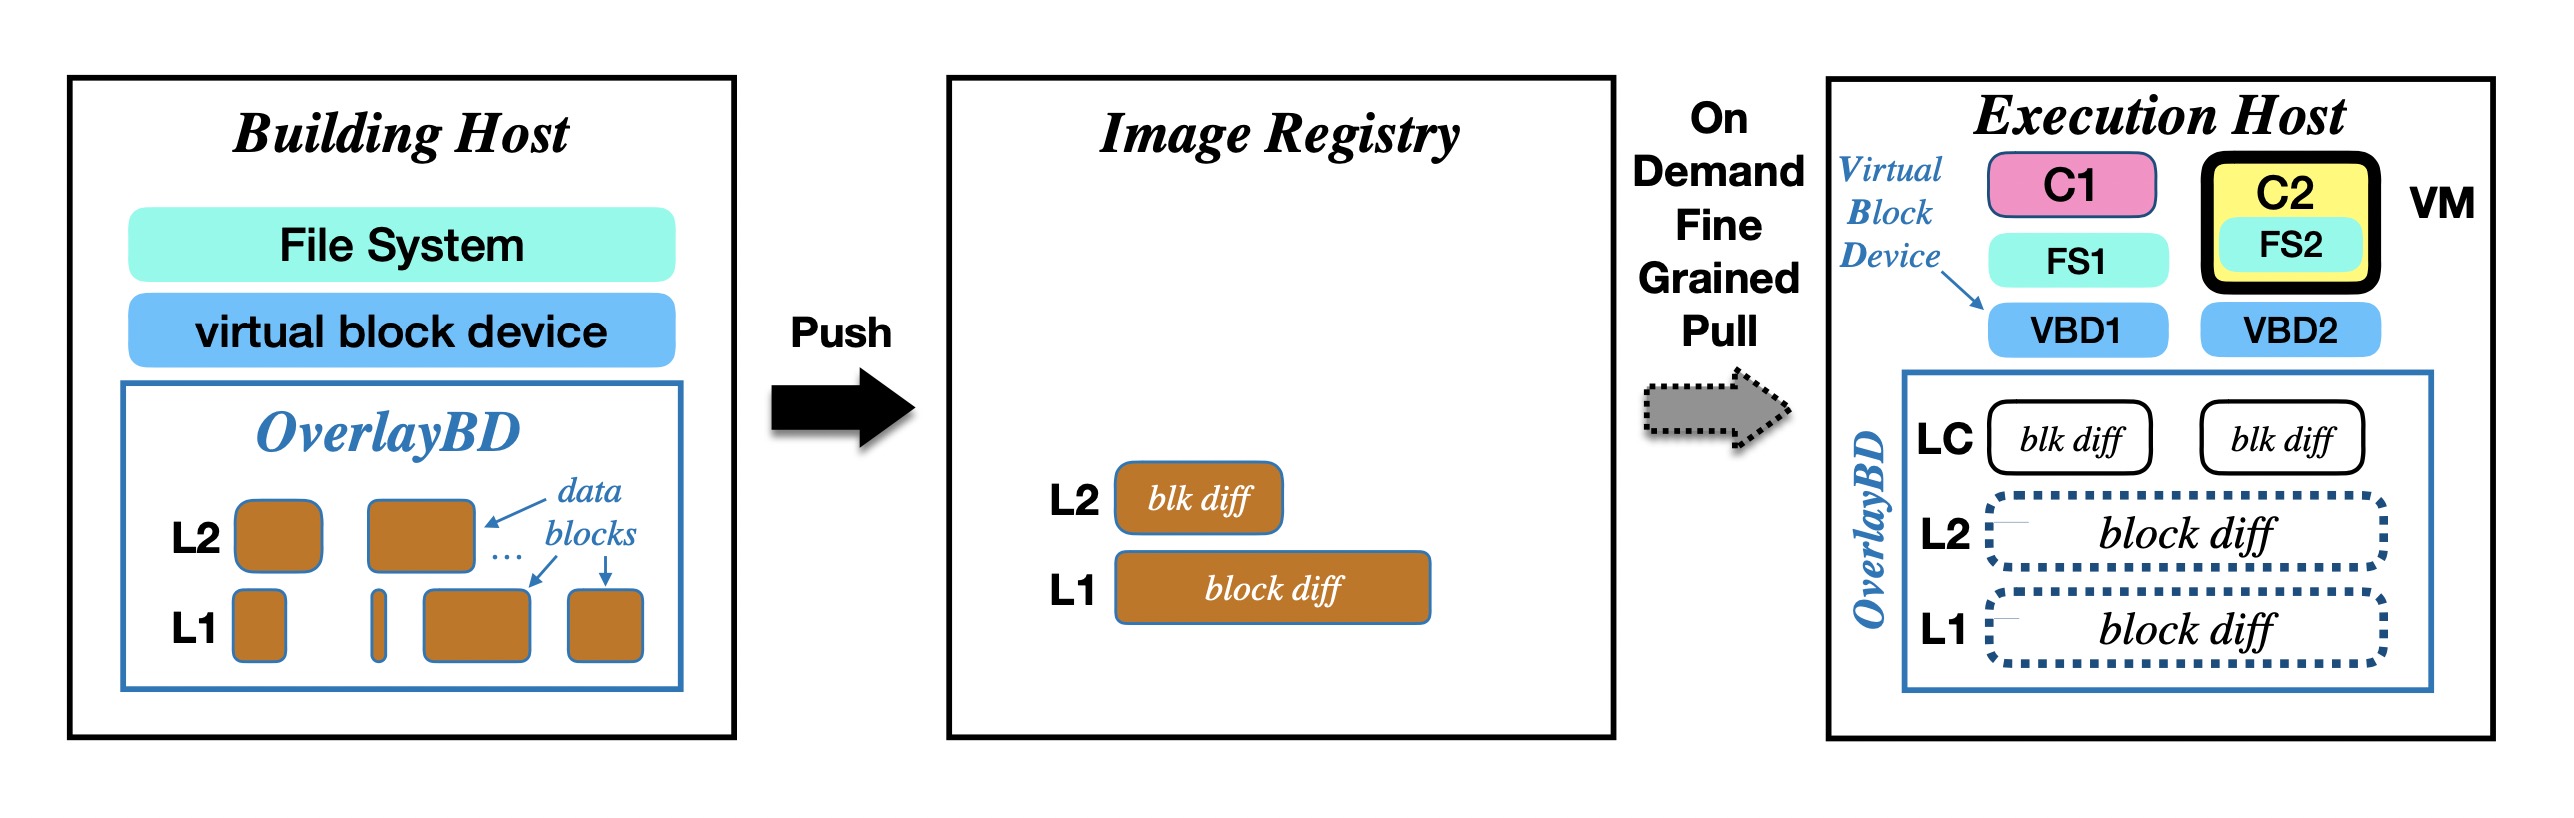 Building Host
File System
virtual block device
OverlayBD
data
blocks
L2
...
L1
Push
Image Registry
L2 blk diff
L1 block diff
On
Demand
Fine
Grained
Pull
Execution Host
Virtual
Block
Device
C1
C2
VM
FS1
FS2
VBD1
VBD2
OverlayBD
LC blk diff blk diff
L2 block diff
L1 block diff